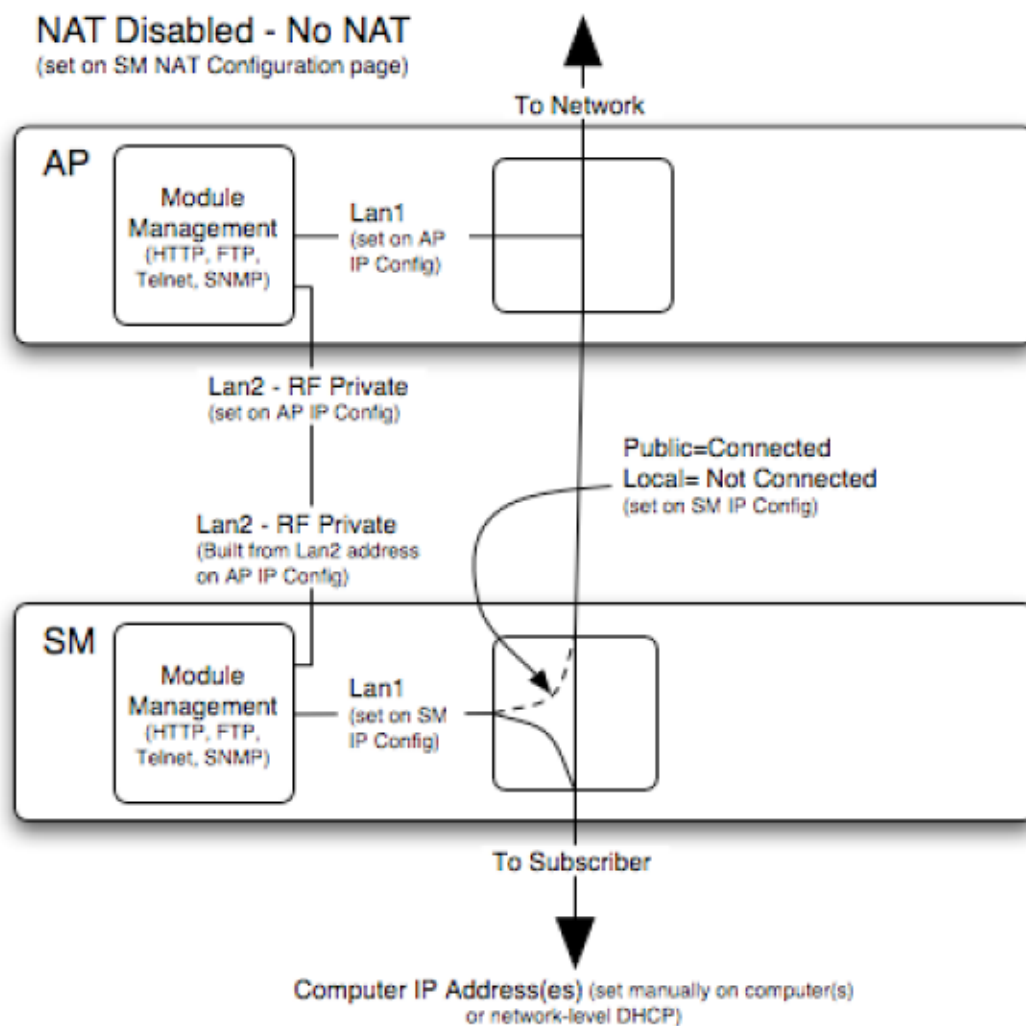 NAT Disabled - No NAT
(set on SM NAT Configuration page)
To Network
AP
Module
Management
(HTTP, FTP,
Telnet, SNMP)
Lan1
(set on AP
IP Config)
Lan2 - RF Private
(set on AP IP Config)
Public=Connected
Local= Not Connected
(set on SM IP Config)
Lan2 - RF Private
(Built from Lan2 address
on AP IP Config)
SM
Module
Management
(HTTP, FTP,
Telnet, SNMP)
Lan1
(set on SM
IP Config)
To Subscriber
Computer IP Address(es) (set manually on computer(s)
or network-level DHCP)